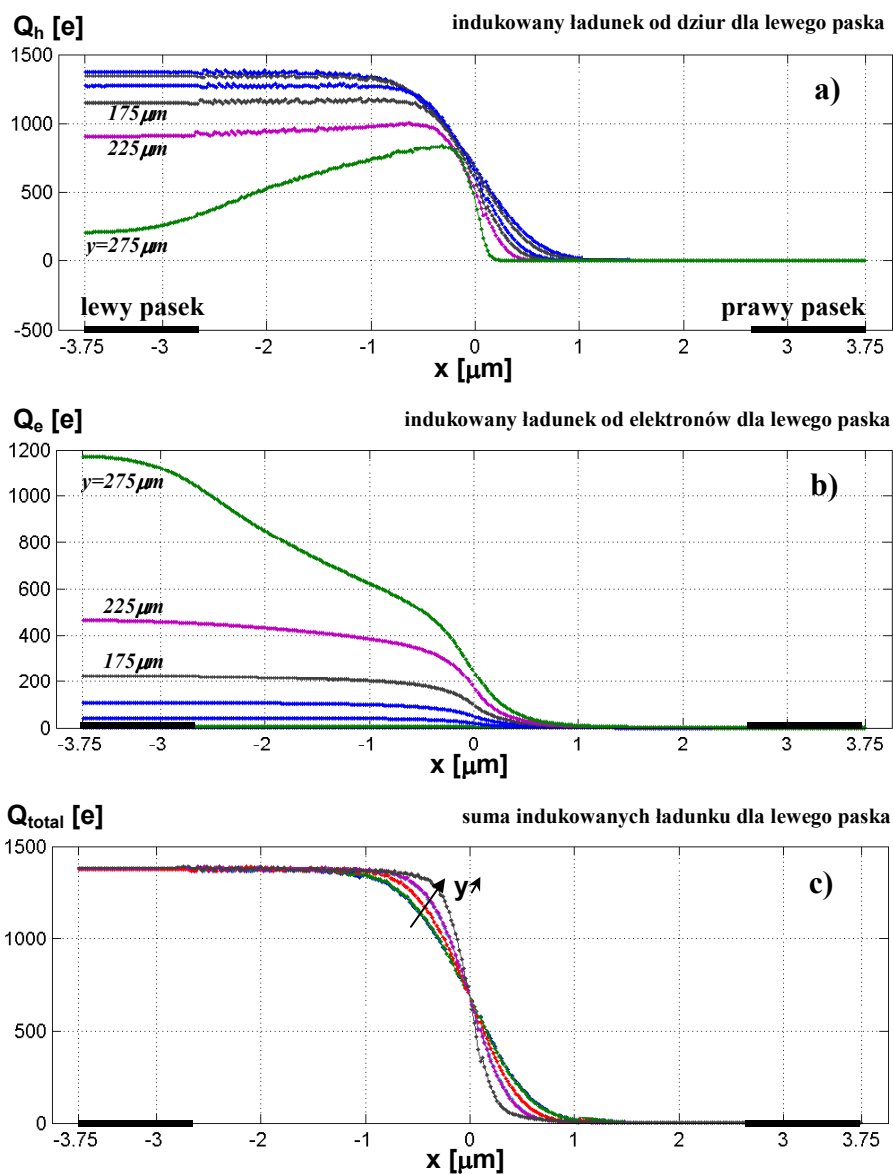 Q_h [e]
indukowany ładunek od dziur dla lewego paska
1500
a)
175μm
1000
225μm
500
y=275μm
0
lewy pasek
prawy pasek
-500
-3.75 -3 -2 -1 0 1 2 3 3.75
x [μm]
Q_e [e]
indukowany ładunek od elektronów dla lewego paska
1200
y=275μm
b)
1000
800
600
225μm
400
175μm
200
0
-3.75 -3 -2 -1 0 1 2 3 3.75
x [μm]
Q_total [e]
suma indukowanych ładunku dla lewego paska
1500
y↗
c)
1000
500
0
-3.75 -3 -2 -1 0 1 2 3 3.75
x [μm]